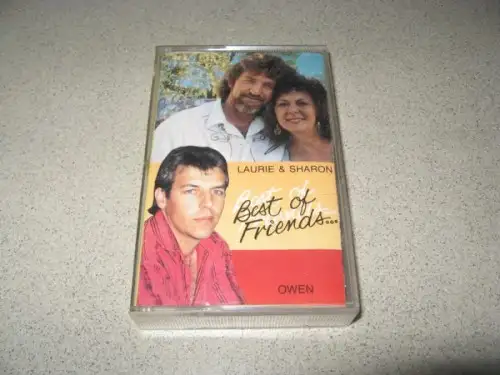 LAURIE & SHARON
Best of
Friends...
OWEN